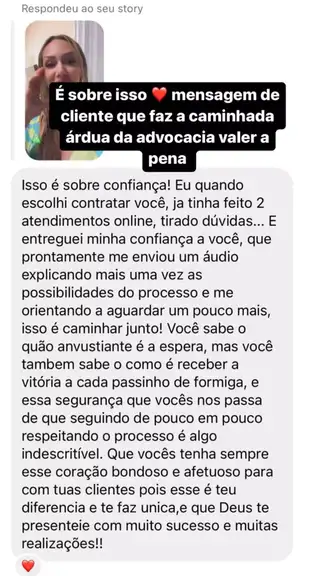 Respondeu ao seu story
É sobre isso ❤️ mensagem de
cliente que faz a caminhada
árdua da advocacia valer a
pena
Isso é sobre confiança! Eu quando
escolhi contratar você, ja tinha feito 2
atendimentos online, tirado dúvidas... E
entreguei minha confiança a você, que
prontamente me enviou um áudio
explicando mais uma vez as
possibilidades do processo e me
orientando a aguardar um pouco mais,
isso é caminhar junto! Você sabe o
quão anvustiante é a espera, mas você
tambem sabe o como é receber a
vitória a cada passinho de formiga, e
essa segurança que vocês nos passa
de que seguindo de pouco em pouco
respeitando o processo é algo
indescritível. Que vocês tenha sempre
esse coração bondoso e afetuoso para
com tuas clientes pois esse é teu
diferencia e te faz unica,e que Deus te
presenteie com muito sucesso e muitas
realizações!!
❤️